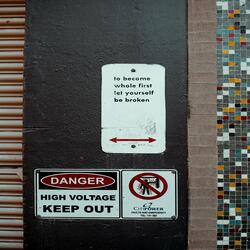 to become
whole first
let yourself
be broken
DANGER
HIGH VOLTAGE
KEEP OUT
CITIPOWER